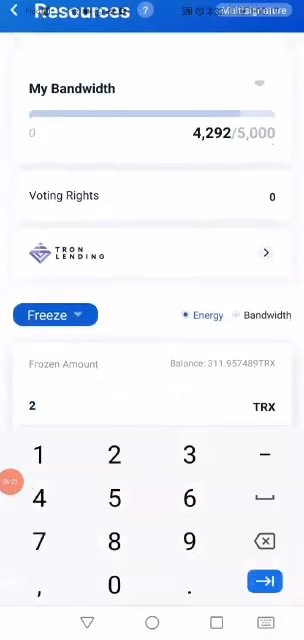 Resources ? Multisignature
My Bandwidth
0 4,292/5,000
Voting Rights 0
TRON
LENDING
Freeze Energy Bandwidth
Frozen Amount Balance: 311.957489TRX
2 TRX
1 2 3 -
4 5 6
7 8 9
, 0 .